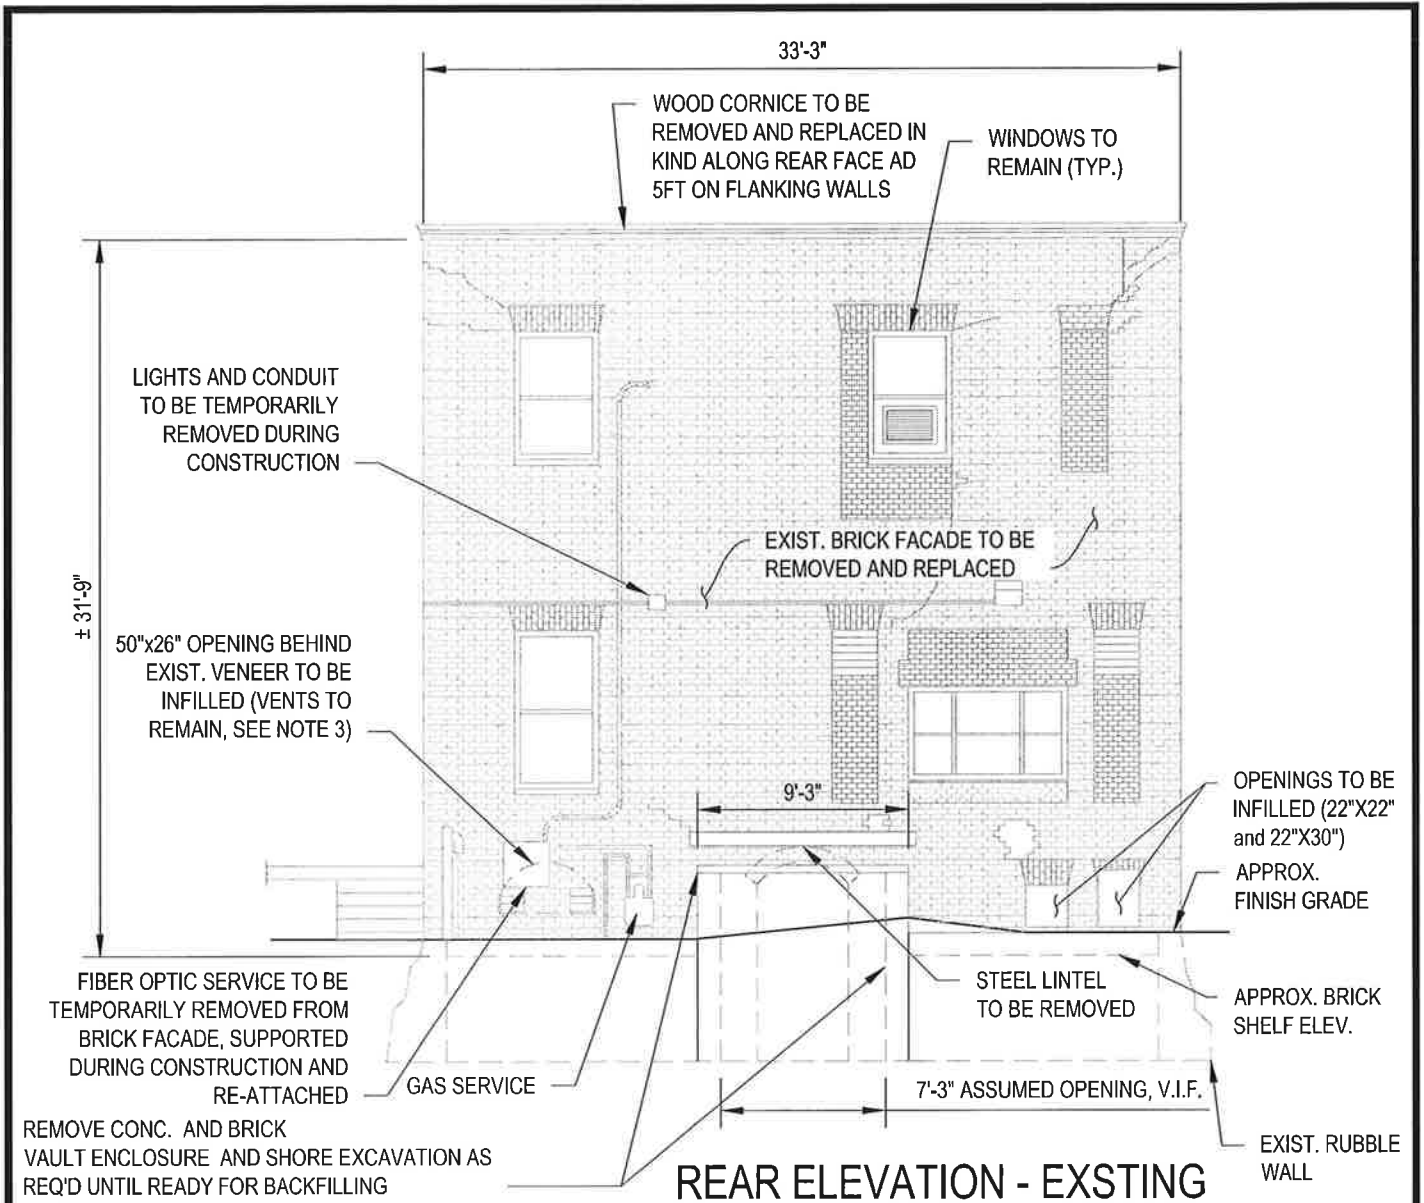 33'-3"
WOOD CORNICE TO BE
REMOVED AND REPLACED IN
KIND ALONG REAR FACE AD
5FT ON FLANKING WALLS
WINDOWS TO
REMAIN (TYP.)
LIGHTS AND CONDUIT
TO BE TEMPORARILY
REMOVED DURING
CONSTRUCTION
EXIST. BRICK FACADE TO BE
REMOVED AND REPLACED
± 31'-9"
50"x26" OPENING BEHIND
EXIST. VENEER TO BE
INFILLED (VENTS TO
REMAIN, SEE NOTE 3)
9'-3"
OPENINGS TO BE
INFILLED (22"X22"
and 22"X30")
APPROX.
FINISH GRADE
FIBER OPTIC SERVICE TO BE
TEMPORARILY REMOVED FROM
BRICK FACADE, SUPPORTED
DURING CONSTRUCTION AND
RE-ATTACHED
GAS SERVICE
STEEL LINTEL
TO BE REMOVED
APPROX. BRICK
SHELF ELEV.
7'-3" ASSUMED OPENING, V.I.F.
REMOVE CONC. AND BRICK
VAULT ENCLOSURE AND SHORE EXCAVATION AS
REQ'D UNTIL READY FOR BACKFILLING
EXIST. RUBBLE
WALL
REAR ELEVATION - EXSTING